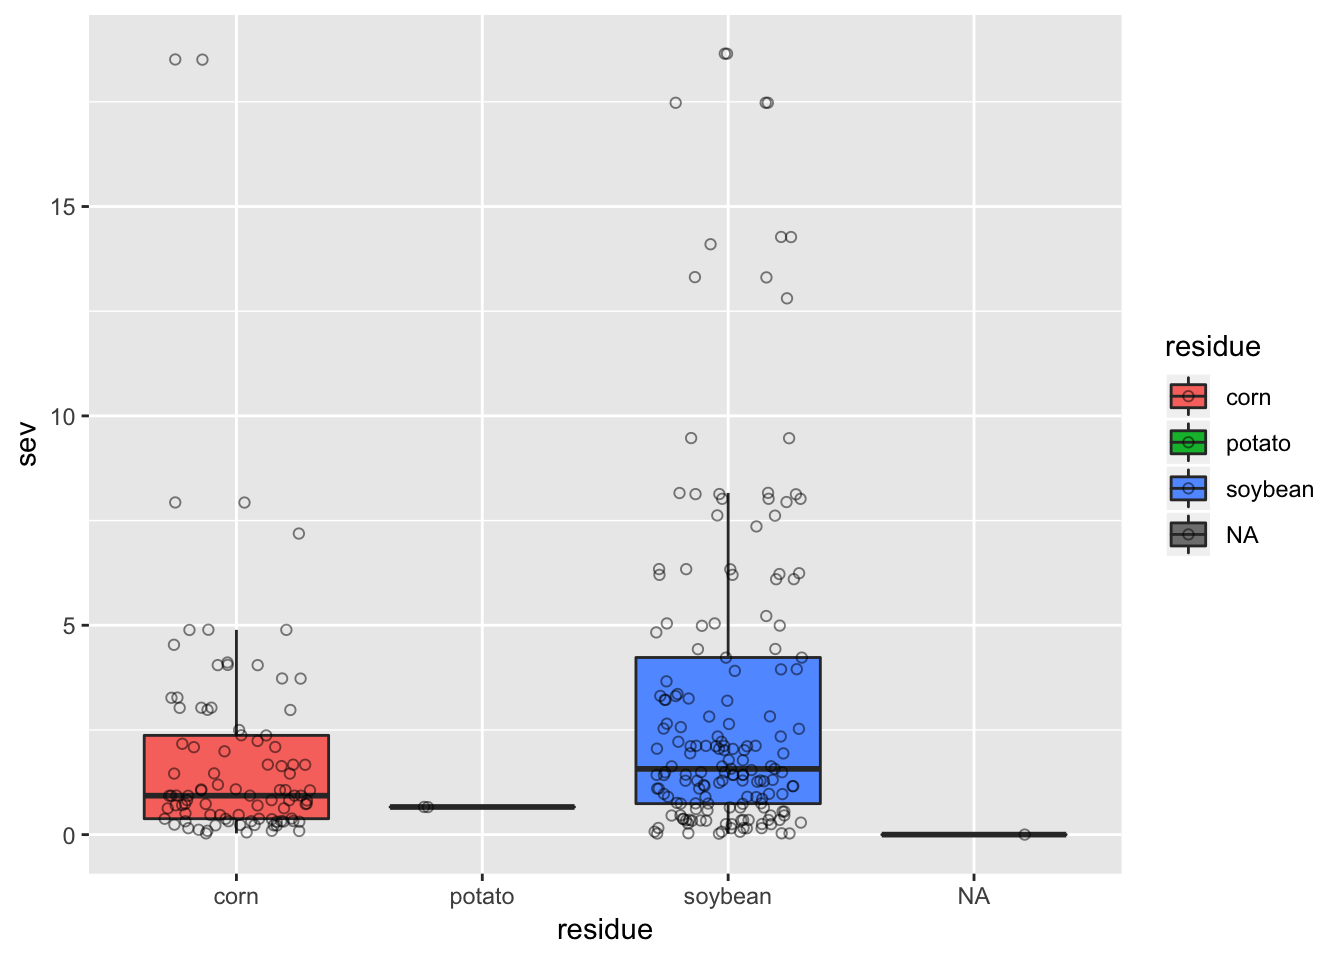 15
10
5
0
sev
corn
potato
soybean
NA
residue
residue
corn
potato
soybean
NA